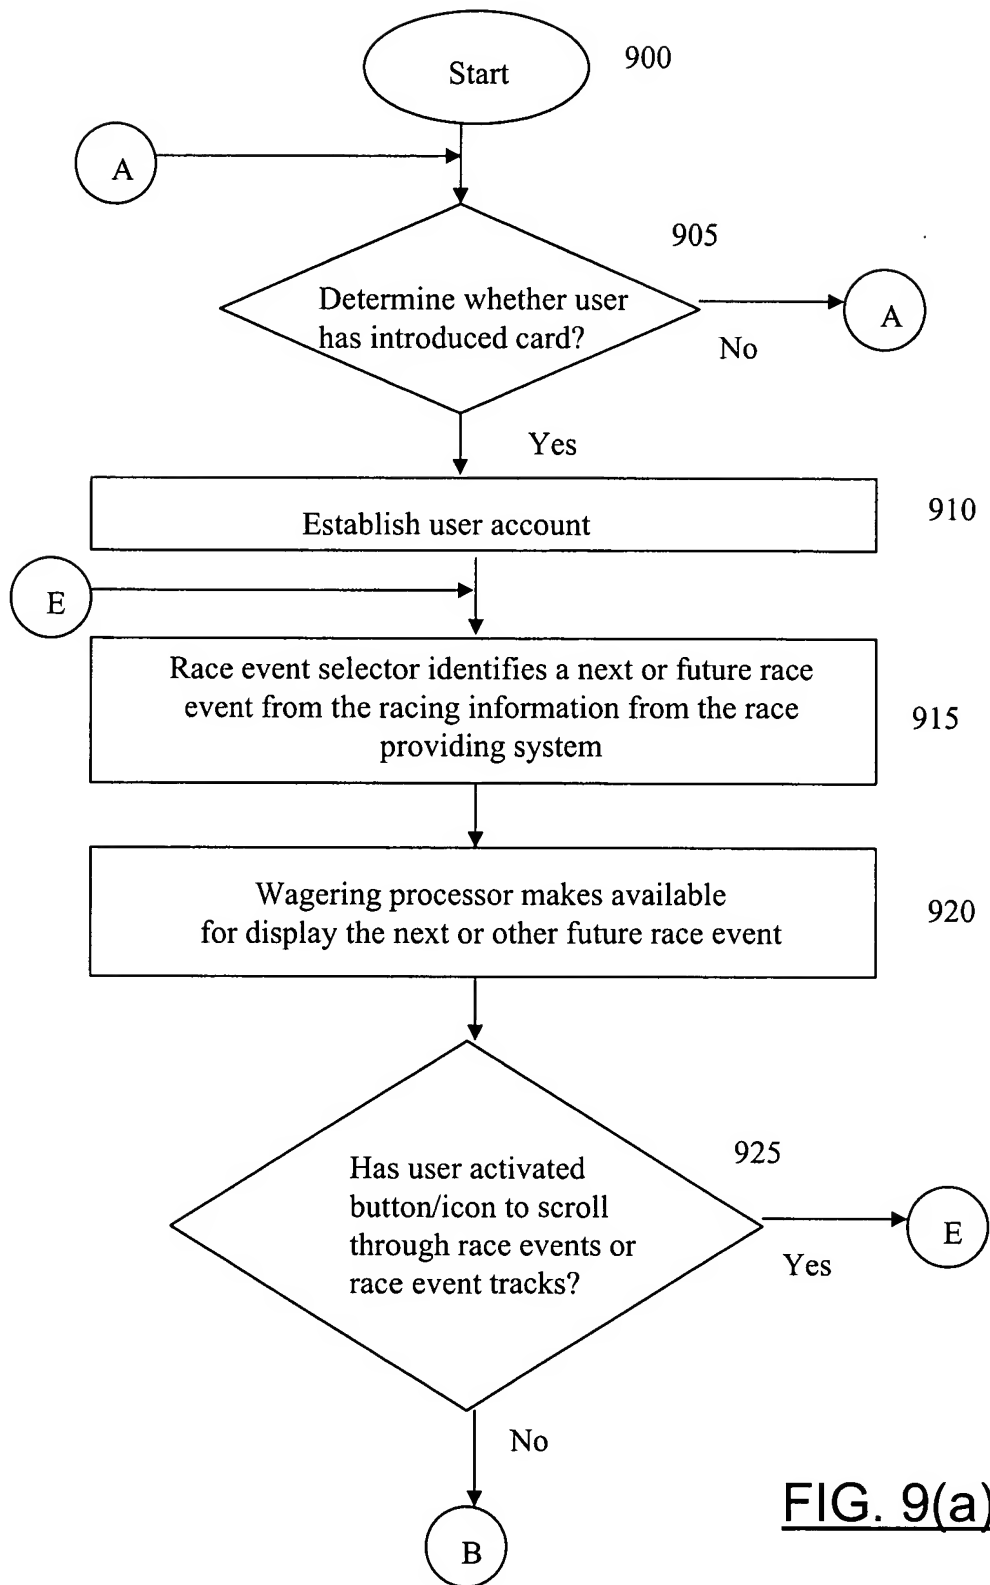 Start
900
A
905
Determine whether user
has introduced card?
A
No
Yes
Establish user account
910
E
Race event selector identifies a next or future race
event from the racing information from the race
providing system
915
Wagering processor makes available
for display the next or other future race event
920
925
Has user activated
button/icon to scroll
through race events or
race event tracks?
E
Yes
No
B
FIG. 9(a)